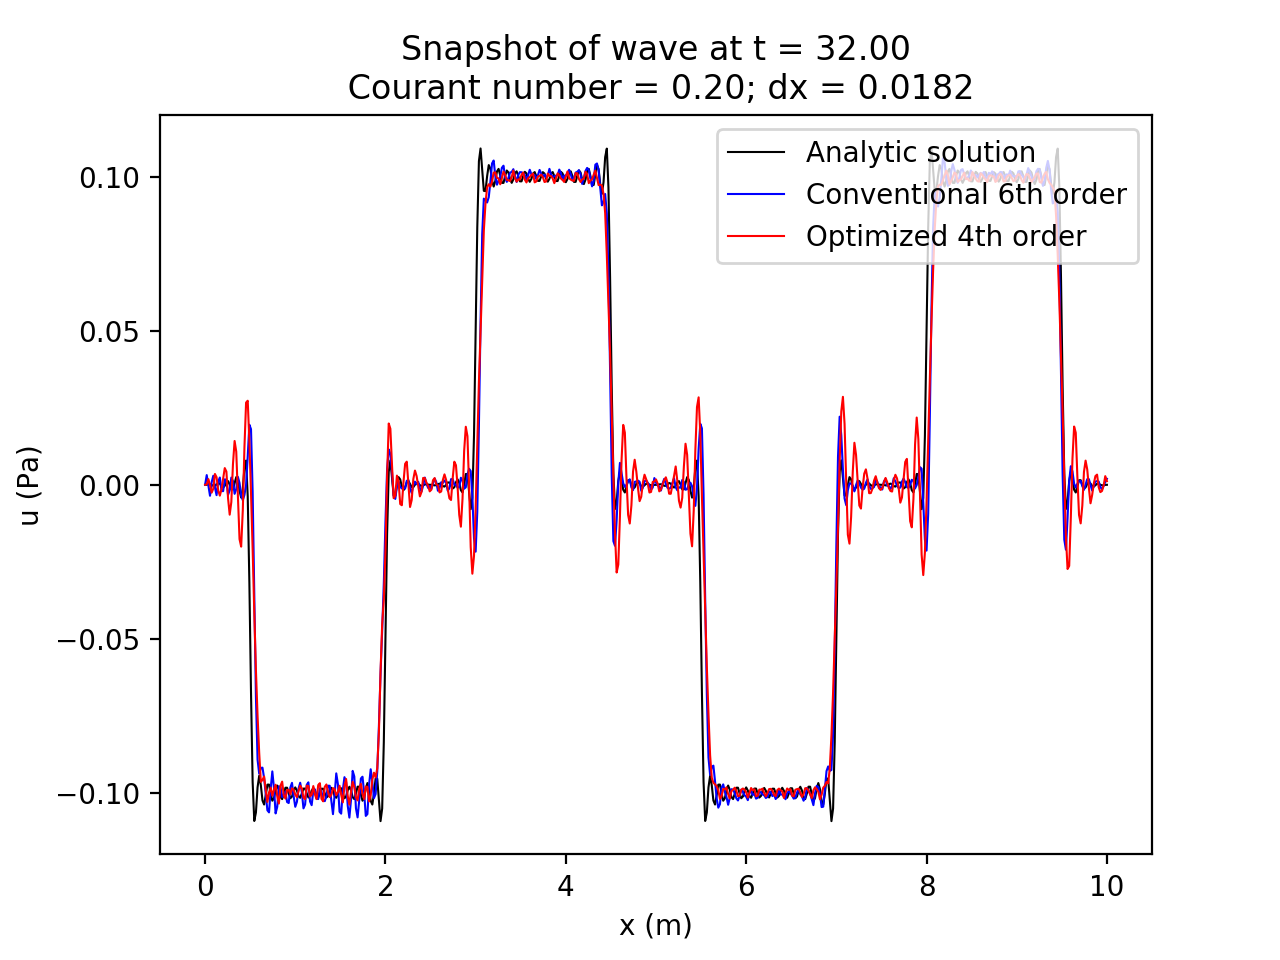 Snapshot of wave at t = 32.00
Courant number = 0.20; dx = 0.0182
Analytic solution
Conventional 6th order
Optimized 4th order
0.10
0.05
0.00
−0.05
−0.10
u (Pa)
0 2 4 6 8 10
x (m)